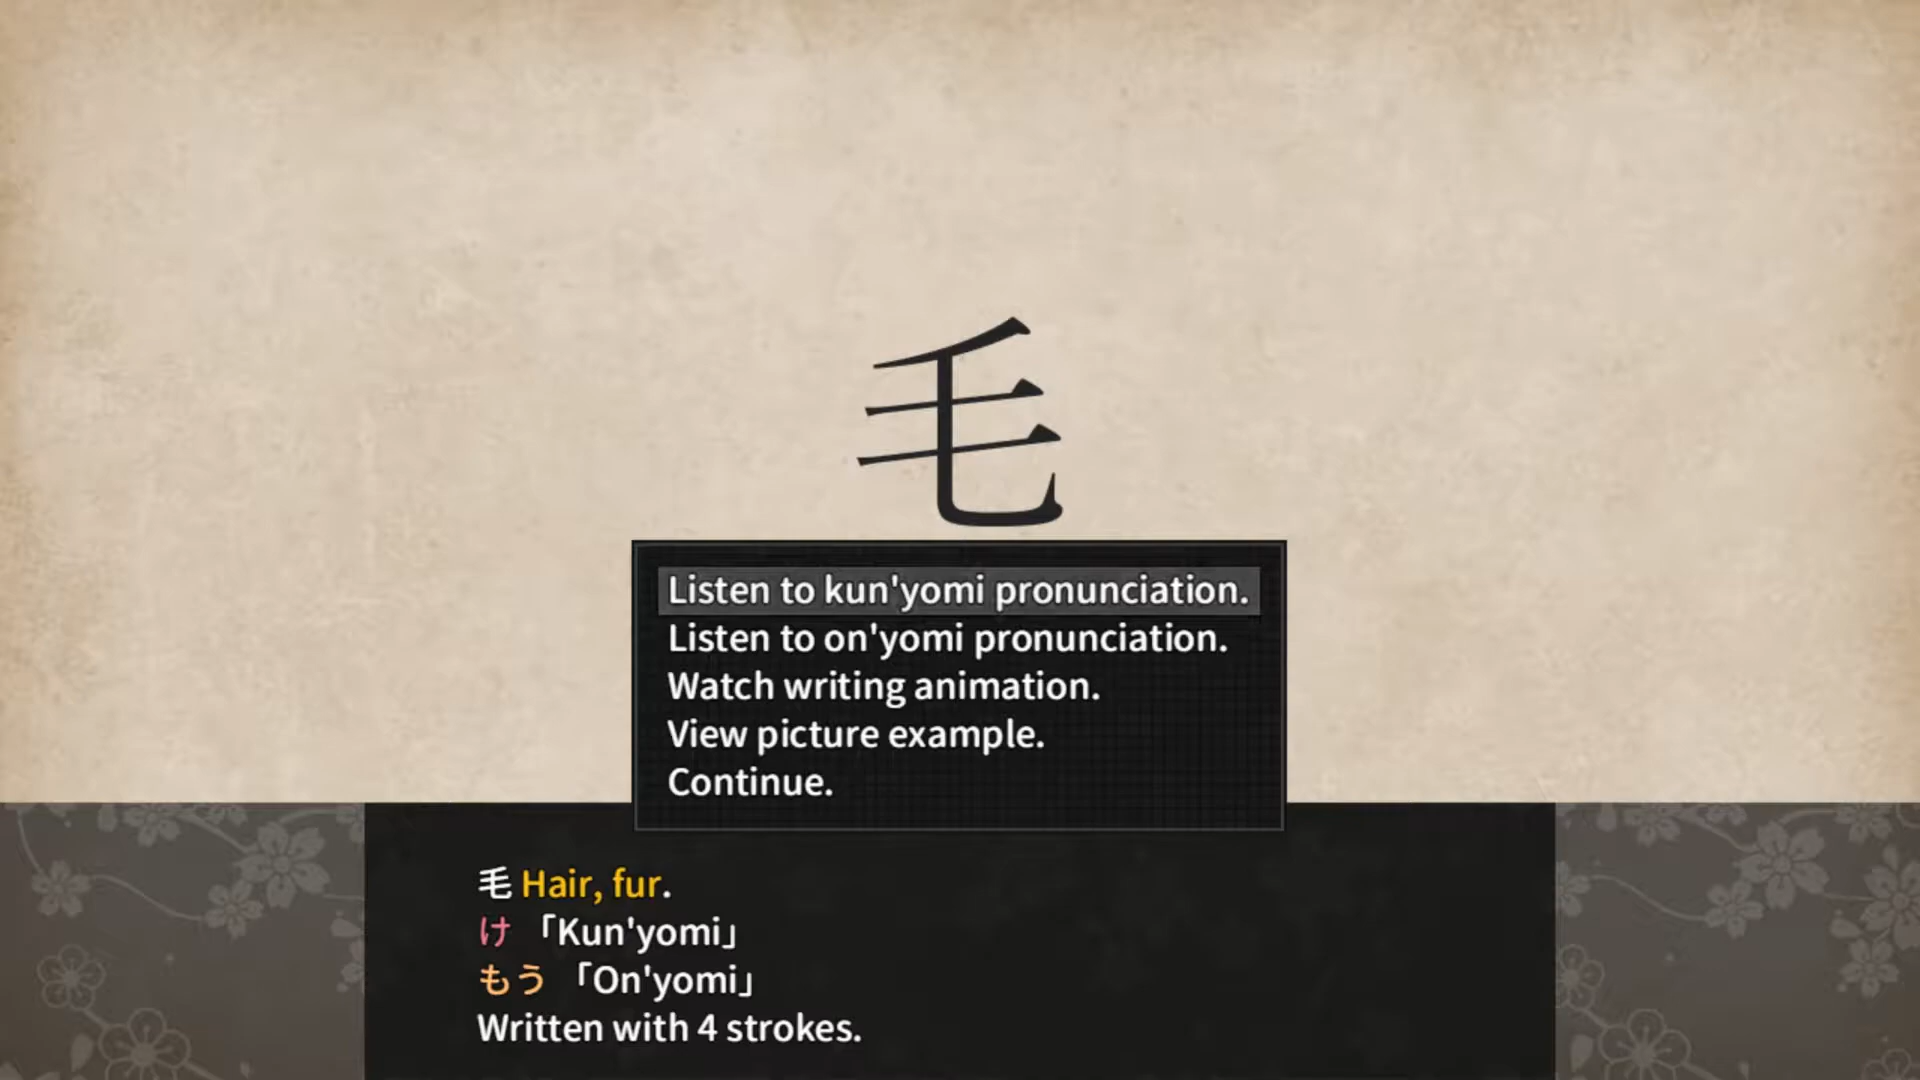 毛
Listen to kun'yomi pronunciation.
Listen to on'yomi pronunciation.
Watch writing animation.
View picture example.
Continue.
毛 Hair, fur.
け 「Kun'yomi」
もう 「On'yomi」
Written with 4 strokes.